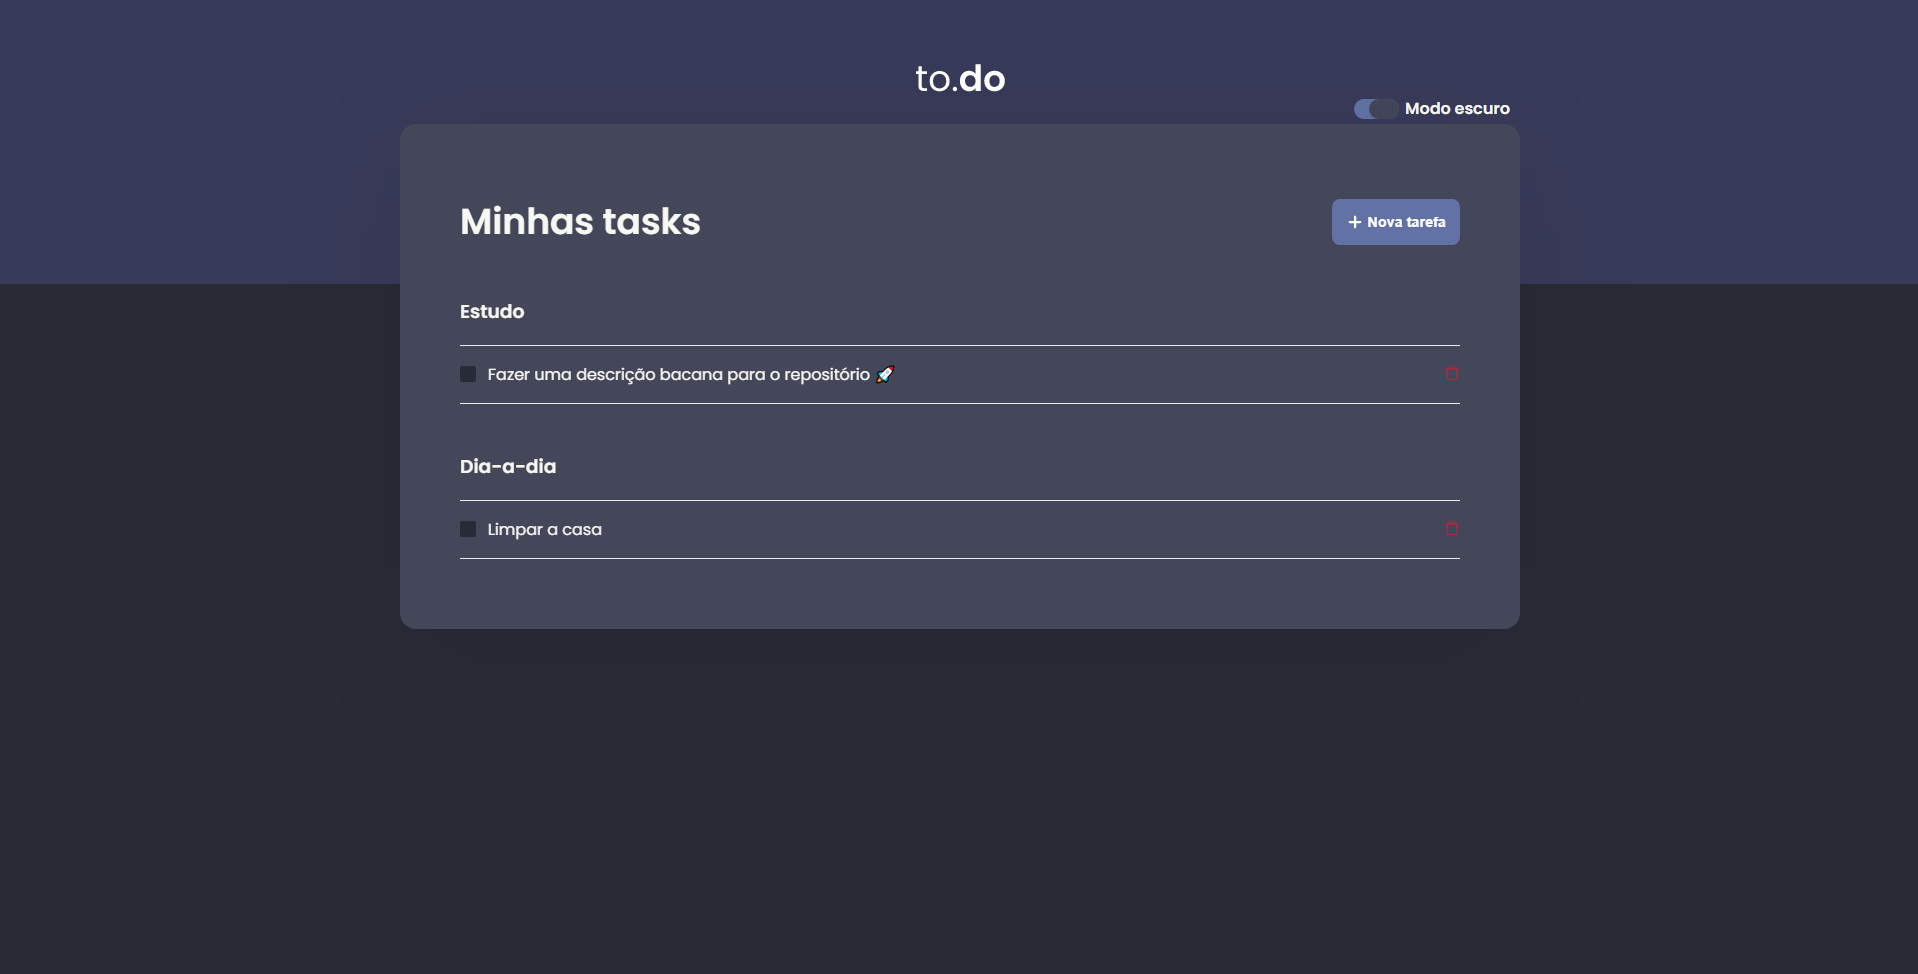 to.do
Modo escuro
Minhas tasks
+ Nova tarefa
Estudo
Fazer uma descrição bacana para o repositório 🚀
Dia-a-dia
Limpar a casa